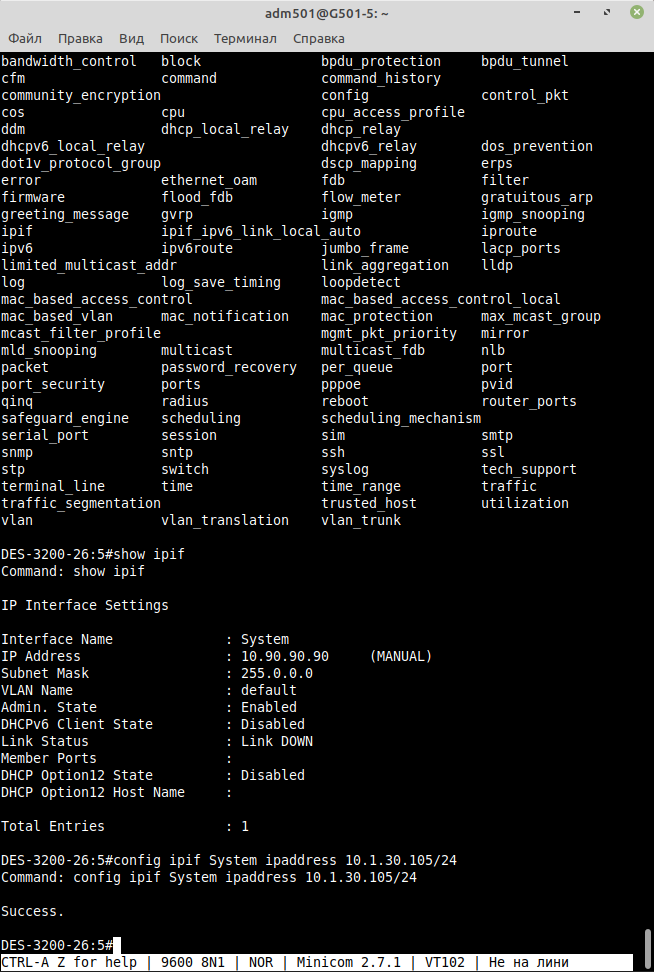 adm501@G501-5: ~
Файл Правка Вид Поиск Терминал Справка
bandwidth_control block bpdu_protection bpdu_tunnel
cfm command command_history
community_encryption config control_pkt
cos cpu cpu_access_profile
ddm dhcp_local_relay dhcp_relay
dhcpv6_local_relay dhcpv6_relay dos_prevention
dot1v_protocol_group dscp_mapping erps
error ethernet_oam fdb filter
firmware flood_fdb flow_meter gratuitous_arp
greeting_message gvrp igmp igmp_snooping
ipif ipif_ipv6_link_local_auto iproute
ipv6 ipv6route jumbo_frame lacp_ports
limited_multicast_addr link_aggregation lldp
log log_save_timing loopdetect
mac_based_access_control mac_based_access_control_local
mac_based_vlan mac_notification mac_protection max_mcast_group
mcast_filter_profile mgmt_pkt_priority mirror
mld_snooping multicast multicast_fdb nlb
packet password_recovery per_queue port
port_security ports pppoe pvid
qinq radius reboot router_ports
safeguard_engine scheduling scheduling_mechanism
serial_port session sim smtp
snmp sntp ssh ssl
stp switch syslog tech_support
terminal_line time time_range traffic
traffic_segmentation trusted_host utilization
vlan vlan_translation vlan_trunk
DES-3200-26:5#show ipif
Command: show ipif
IP Interface Settings
Interface Name : System
IP Address : 10.90.90.90 (MANUAL)
Subnet Mask : 255.0.0.0
VLAN Name : default
Admin. State : Enabled
DHCPv6 Client State : Disabled
Link Status : Link DOWN
Member Ports :
DHCP Option12 State : Disabled
DHCP Option12 Host Name :
Total Entries : 1
DES-3200-26:5#config ipif System ipaddress 10.1.30.105/24
Command: config ipif System ipaddress 10.1.30.105/24
Success.
DES-3200-26:5#
CTRL-A Z for help | 9600 8N1 | NOR | Minicom 2.7.1 | VT102 | Не на лини